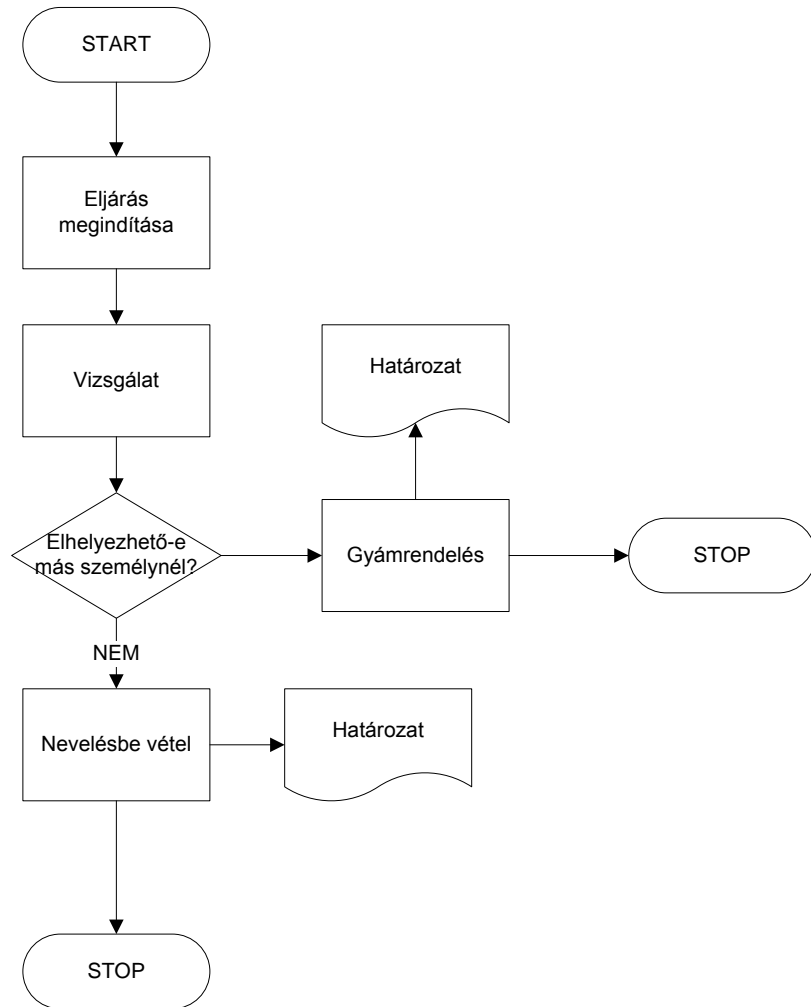 START
Eljárás
megindítása
Vizsgálat
Határozat
Elhelyezhető-e
más személynél?
Gyámrendelés
STOP
NEM
Nevelésbe vétel
Határozat
STOP